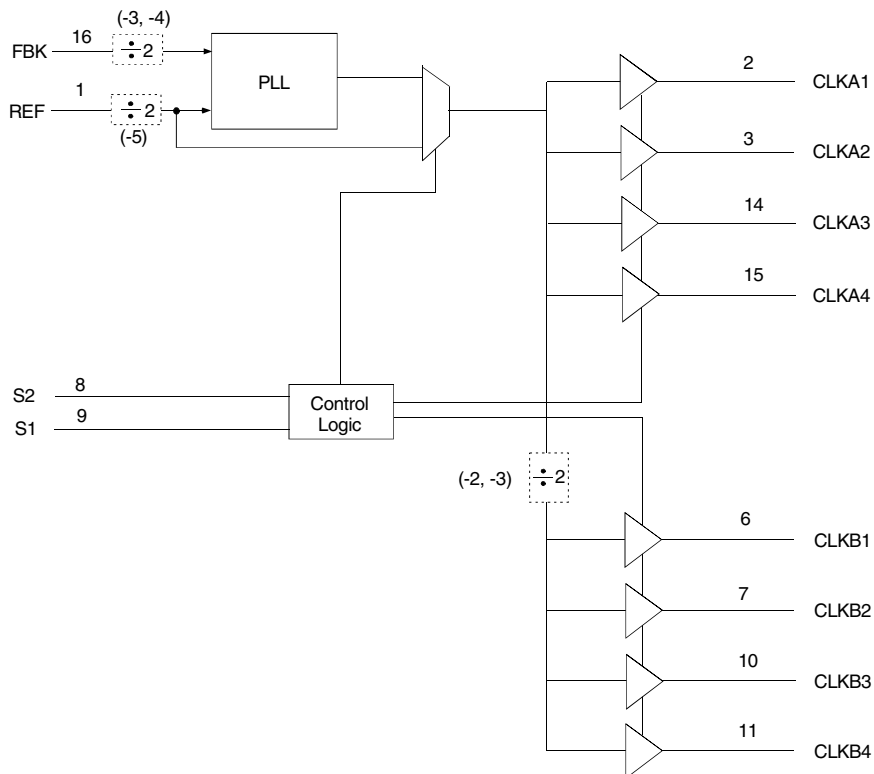 (-3, -4)
FBK 16 ÷2
PLL
REF 1 ÷2
(-5)
2 CLKA1
3 CLKA2
14 CLKA3
15 CLKA4
S2 8
S1 9
Control
Logic
(-2, -3) ÷2
6 CLKB1
7 CLKB2
10 CLKB3
11 CLKB4